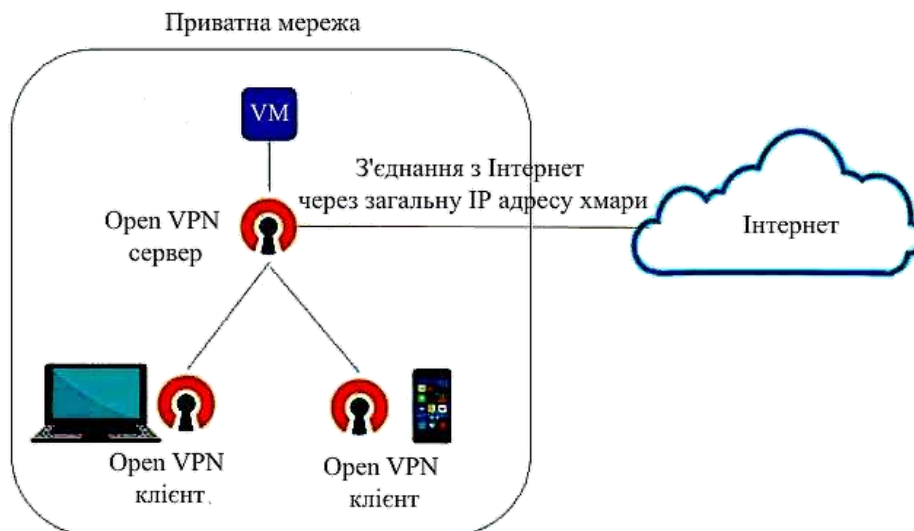 Приватна мережа
VM
З'єднання з Інтернет
через загальну IP адресу хмари
Open VPN
сервер
Інтернет
Open VPN
клієнт
Open VPN
клієнт